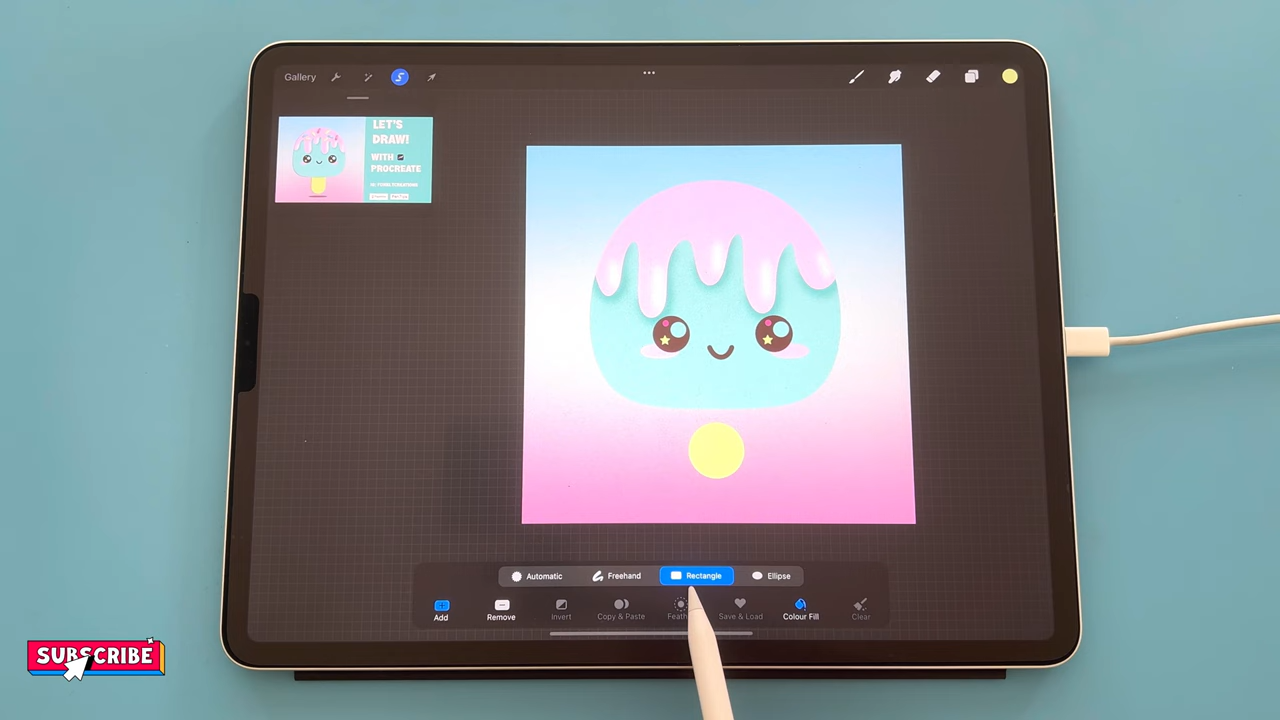 Gallery
LET'S
DRAW!
WITH
PROCREATE
Automatic
Freehand
Rectangle
Ellipse
Add
Remove
Invert
Copy & Paste
Save & Load
Colour Fill
Clear
SUBSCRIBE